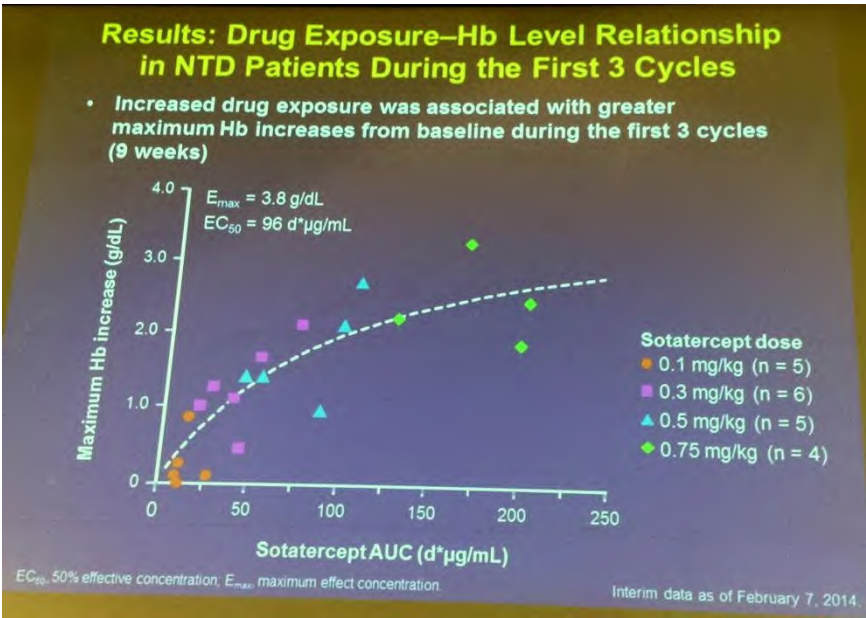 Results: Drug Exposure–Hb Level Relationship
in NTD Patients During the First 3 Cycles
• Increased drug exposure was associated with greater
maximum Hb increases from baseline during the first 3 cycles
(9 weeks)
Emax = 3.8 g/dL
EC50 = 96 d*µg/mL
Maximum Hb increase (g/dL)
4.0
3.0
2.0
1.0
0
0 50 100 150 200 250
Sotatercept AUC (d*µg/mL)
Sotatercept dose
0.1 mg/kg (n = 5)
0.3 mg/kg (n = 6)
0.5 mg/kg (n = 5)
0.75 mg/kg (n = 4)
EC50, 50% effective concentration; Emax, maximum effect concentration.
Interim data as of February 7, 2014.